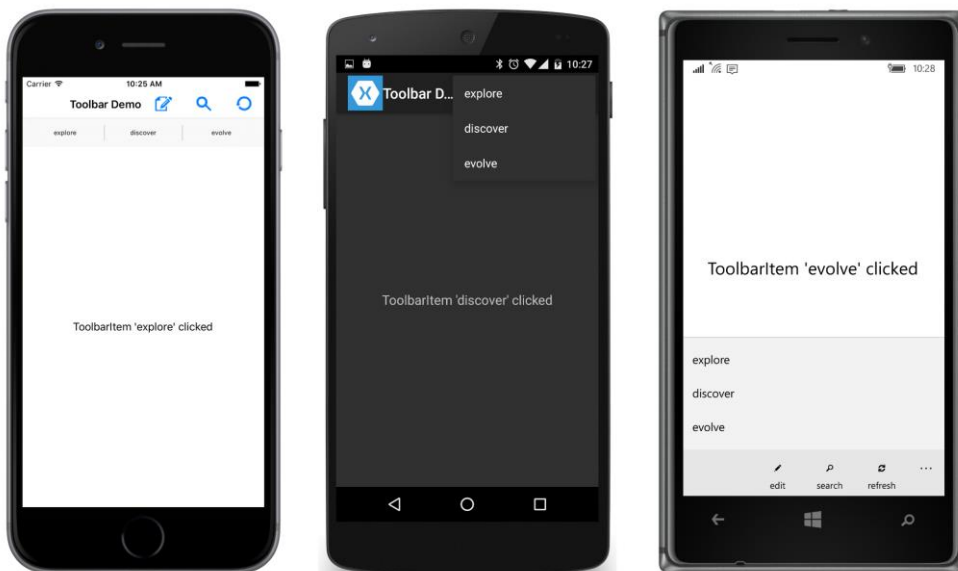 Carrier 10:25 AM
Toolbar Demo
explore discover evolve
ToolbarItem 'explore' clicked
10:27
Toolbar D...
explore
discover
evolve
ToolbarItem 'discover' clicked
10:28
ToolbarItem 'evolve' clicked
explore
discover
evolve
...
edit search refresh